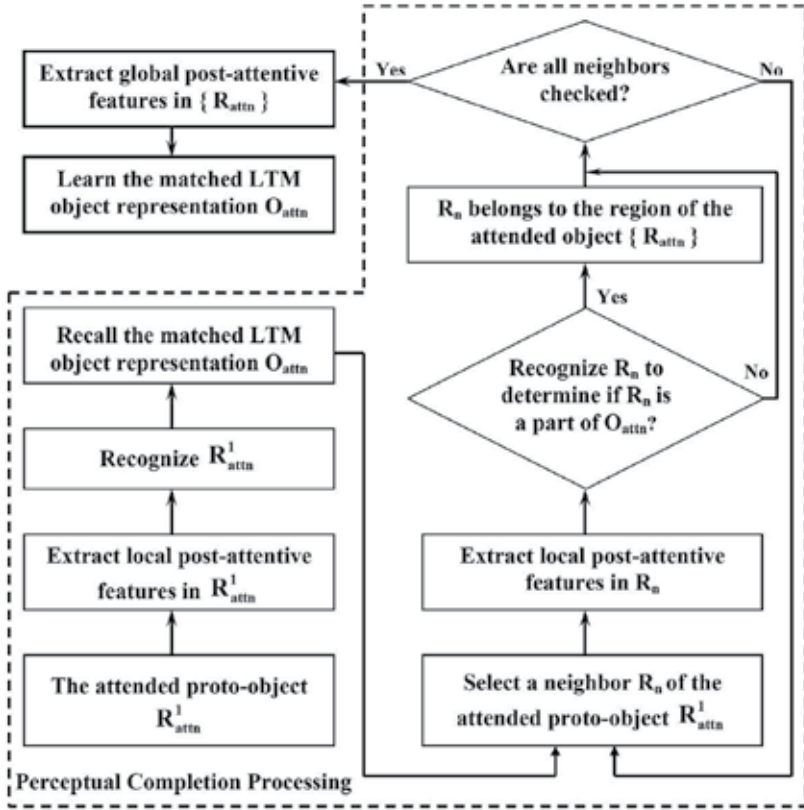 Extract global post-attentive
features in { R_attn }
Learn the matched LTM
object representation O_attn
Are all neighbors
checked?
Yes
No
R_n belongs to the region of the
attended object { R_attn }
Yes
Recognize R_n to
determine if R_n is
a part of O_attn?
No
Extract local post-attentive
features in R_n
Select a neighbor R_n of the
attended proto-object R^1_attn
Recall the matched LTM
object representation O_attn
Recognize R^1_attn
Extract local post-attentive
features in R^1_attn
The attended proto-object
R^1_attn
Perceptual Completion Processing